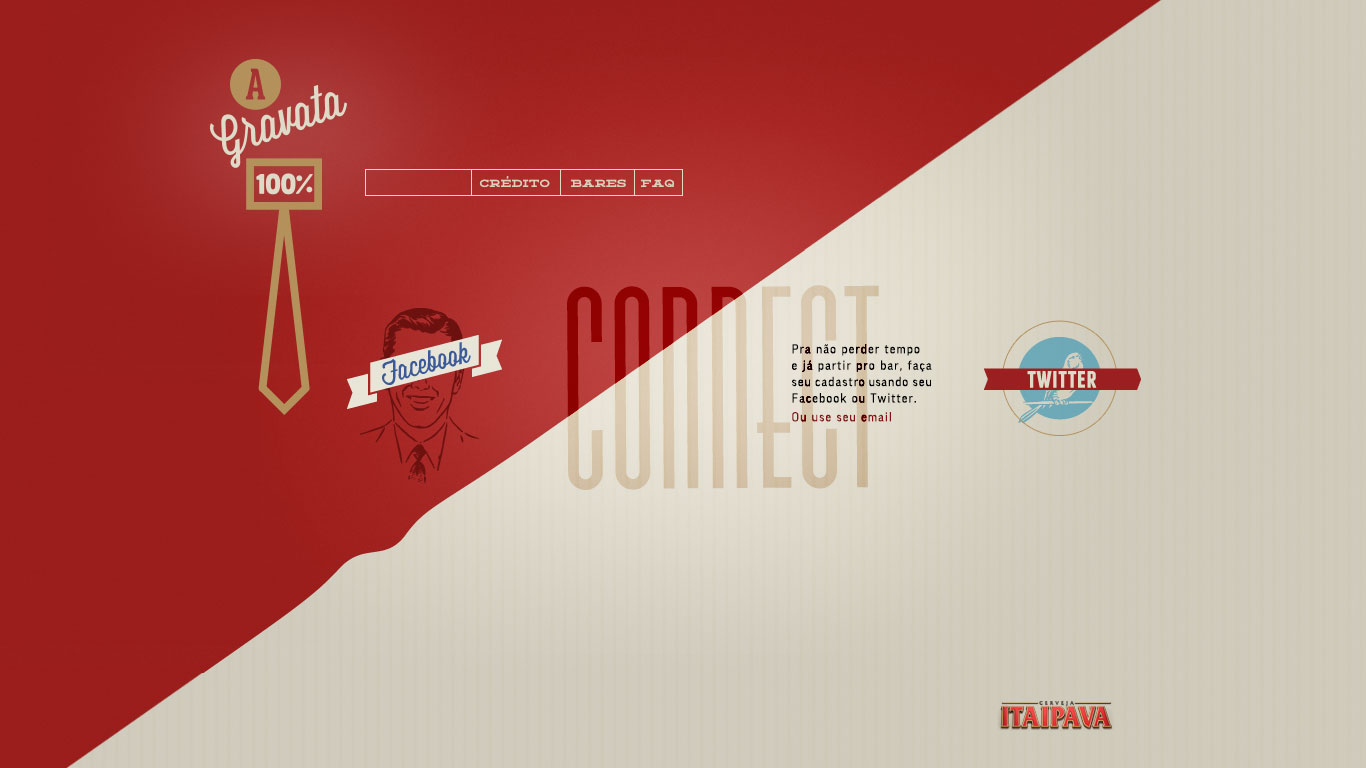 A
Gravata
100%
CRÉDITO BARES FAQ
CONNECT
Facebook
Pra não perder tempo
e já partir pro bar, faça
seu cadastro usando seu
Facebook ou Twitter.
Ou use seu email
TWITTER
CERVEJA
ITAIPAVA